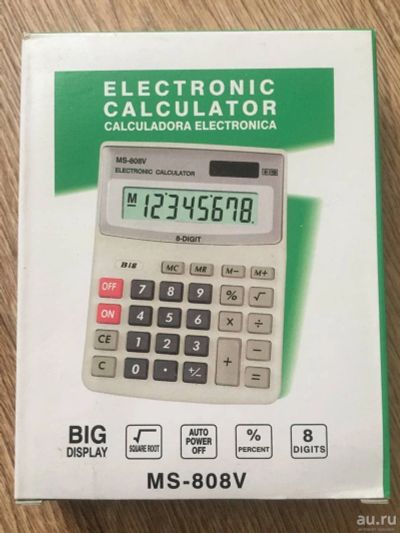 ELECTRONIC
CALCULATOR
CALCULADORA ELECTRONICA
MS-808V
ELECTRONIC CALCULATOR
M
12345678.
8-DIGIT
MC MR M− M+
OFF 7 8 9 % √
ON 4 5 6 × ÷
CE 1 2 3 + −
C 0 • +/− =
BIG
DISPLAY
√
SQUARE ROOT
AUTO
POWER
OFF
%
PERCENT
8
DIGITS
MS-808V
au.ru